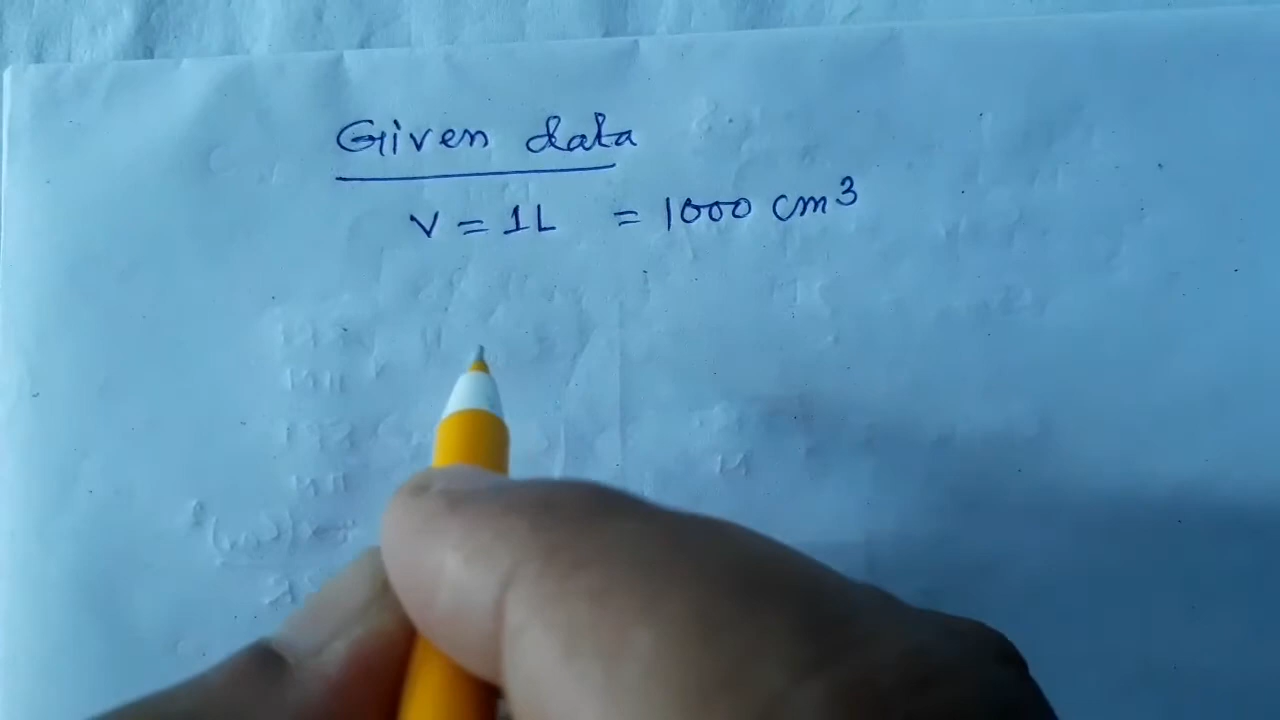 Given data
V = 1L = 1000 cm³